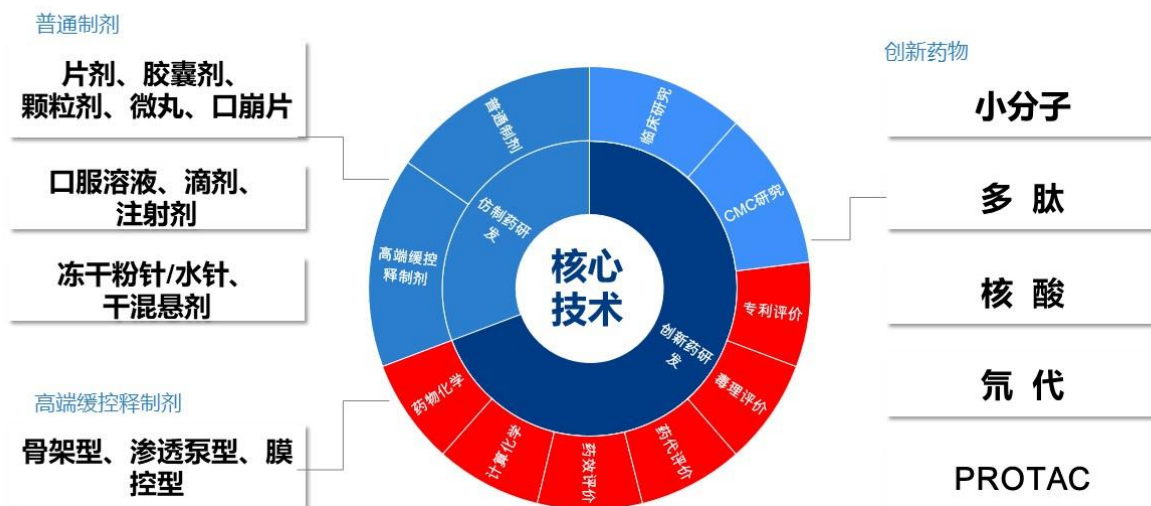 普通制剂
片剂、胶囊剂、
颗粒剂、微丸、口崩片
口服溶液、滴剂、
注射剂
冻干粉针/水针、
干混悬剂
高端缓控释制剂
骨架型、渗透泵型、膜
控型
核心
技术
仿制药研
发
创新药研
发
普通制剂
高端缓控
释制剂
临床研究
CMC研究
专利评价
毒理评价
药代评价
药效评价
计算化学
药物化学
创新药物
小分子
多 肽
核 酸
氘 代
PROTAC